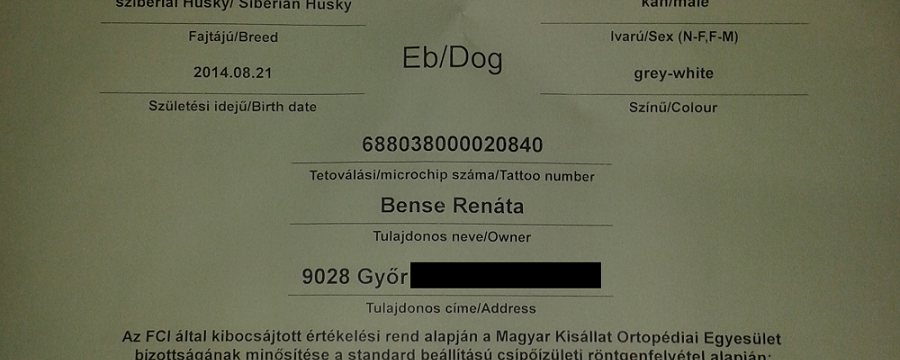 szibériai Husky/ Siberian Husky
kan/male
Fajtájú/Breed
Ivarú/Sex (N-F,F-M)
Eb/Dog
2014.08.21
grey-white
Születési idejű/Birth date
Színű/Colour
688038000020840
Tetoválási/microchip száma/Tattoo number
Bense Renáta
Tulajdonos neve/Owner
9028 Győr
Tulajdonos címe/Address
Az FCI által kibocsájtott értékelési rend alapján a Magyar Kisállat Ortopédiai Egyesület
bizottságának minősítése a standard beállítású csípőízületi röntgenfelvétel alapján: